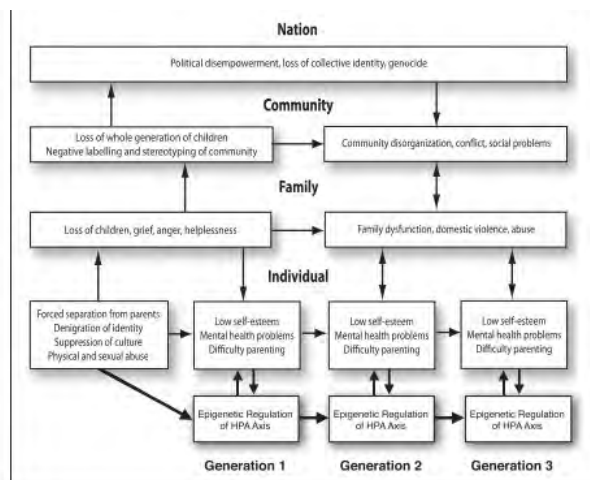 Nation
Political disempowerment, loss of collective identity, genocide
Community
Loss of whole generation of children
Negative labelling and stereotyping of community
Community disorganization, conflict, social problems
Family
Loss of children, grief, anger, helplessness
Family dysfunction, domestic violence, abuse
Individual
Forced separation from parents
Denigration of identity
Suppression of culture
Physical and sexual abuse
Low self-esteem
Mental health problems
Difficulty parenting
Low self-esteem
Mental health problems
Difficulty parenting
Low self-esteem
Mental health problems
Difficulty parenting
Epigenetic Regulation
of HPA Axis
Epigenetic Regulation
of HPA Axis
Epigenetic Regulation
of HPA Axis
Generation 1
Generation 2
Generation 3